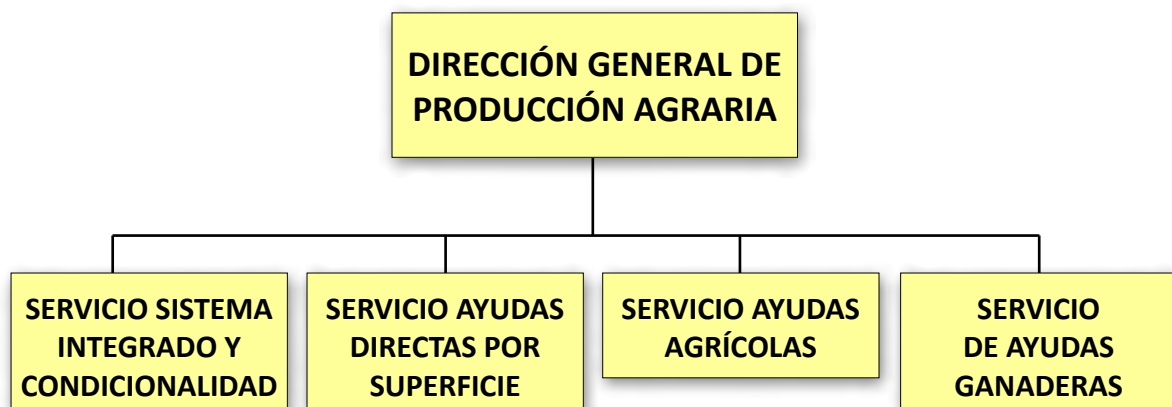 DIRECCIÓN GENERAL DE
PRODUCCIÓN AGRARIA
SERVICIO SISTEMA
INTEGRADO Y
CONDICIONALIDAD
SERVICIO AYUDAS
DIRECTAS POR
SUPERFICIE
SERVICIO AYUDAS
AGRÍCOLAS
SERVICIO
DE AYUDAS
GANADERAS